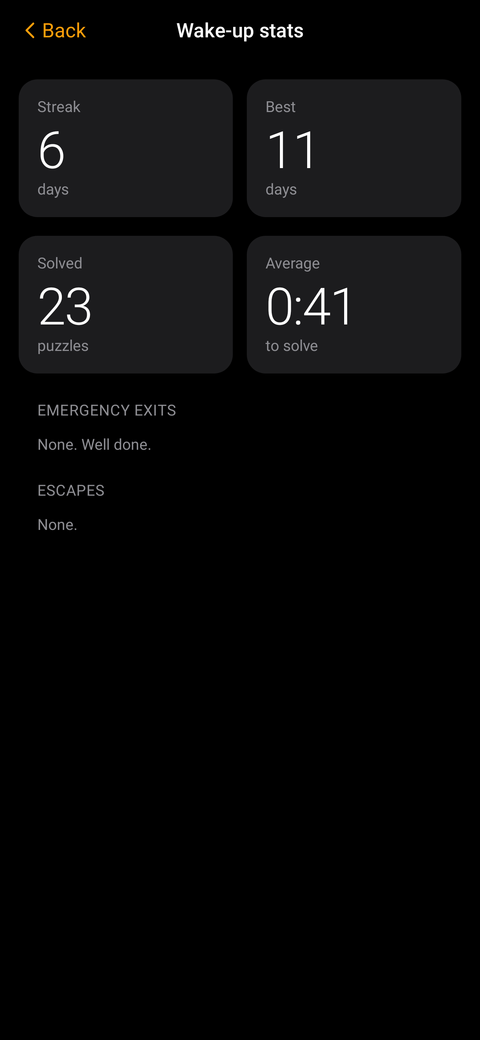 Back
Wake-up stats
Streak
6
days
Best
11
days
Solved
23
puzzles
Average
0:41
to solve
EMERGENCY EXITS
None. Well done.
ESCAPES
None.